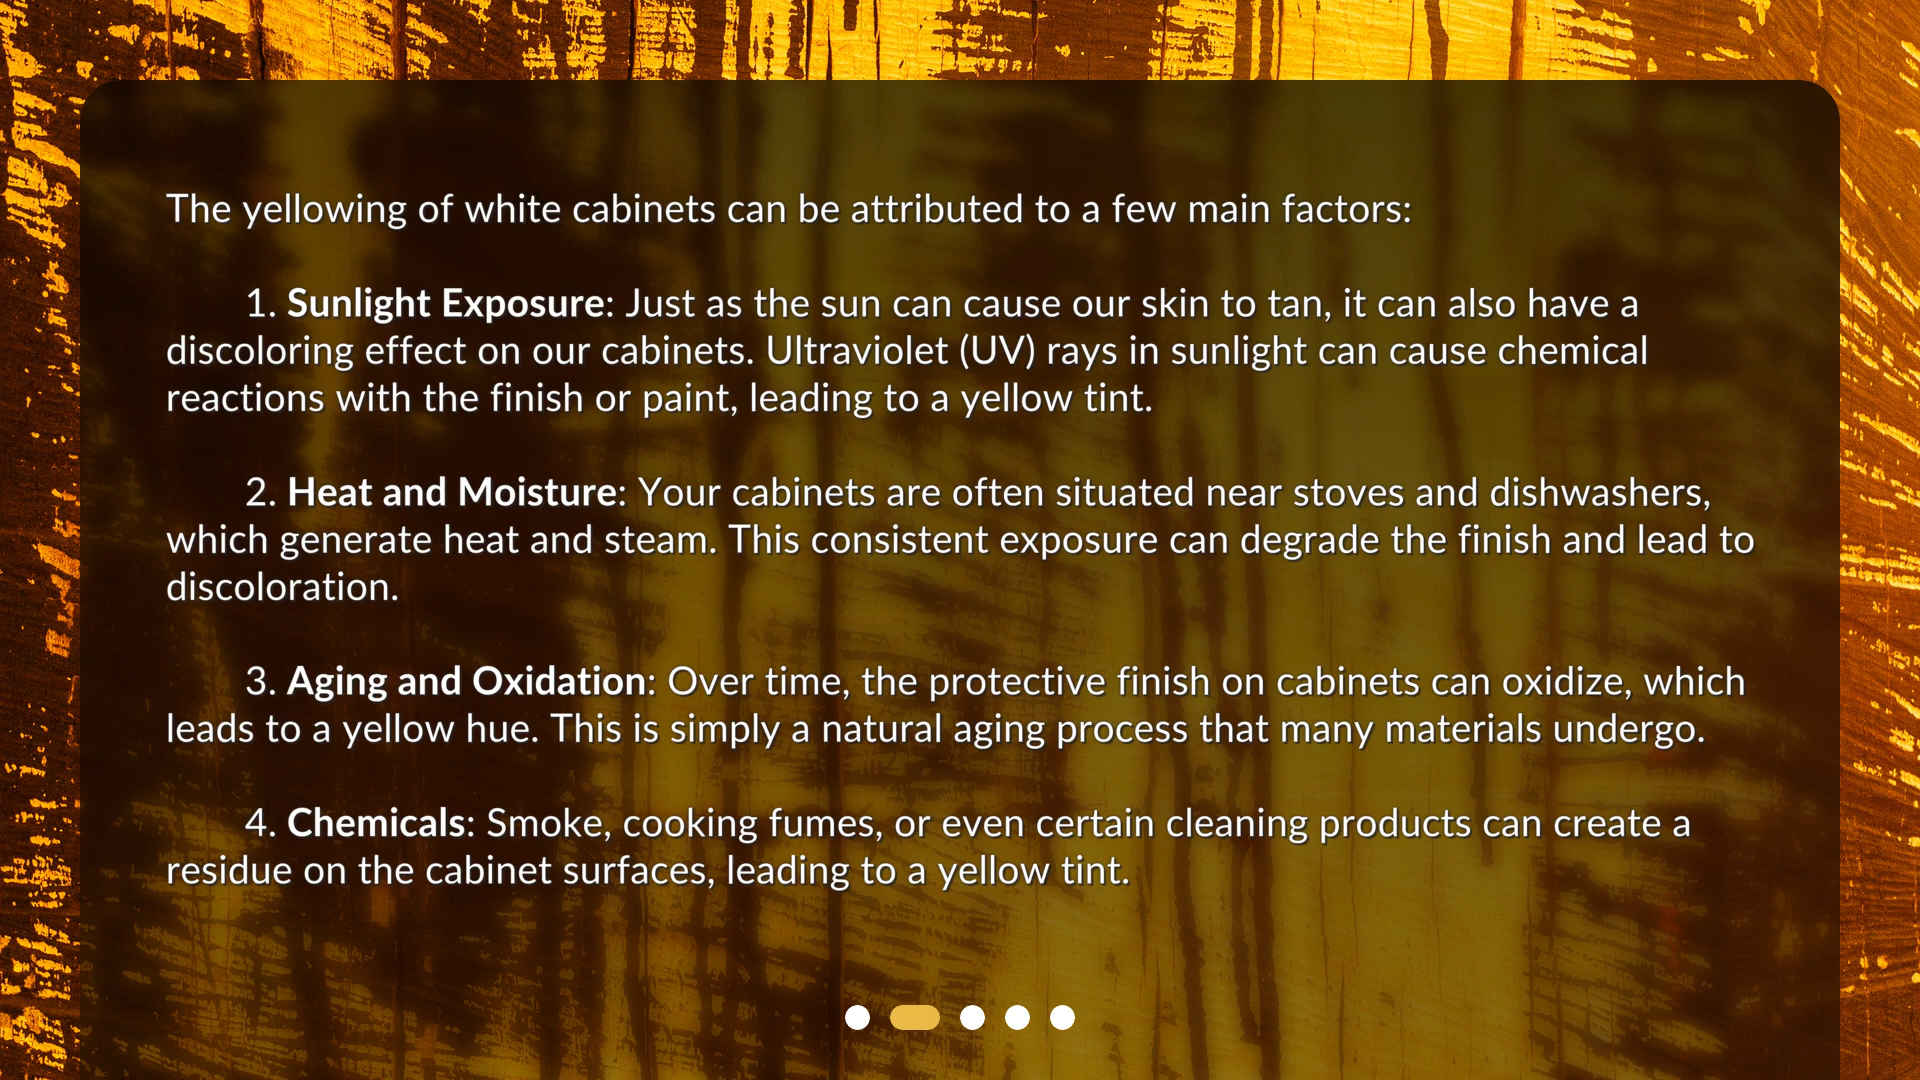 The yellowing of white cabinets can be attributed to a few main factors:
1. Sunlight Exposure: Just as the sun can cause our skin to tan, it can also have a
discoloring effect on our cabinets. Ultraviolet (UV) rays in sunlight can cause chemical
reactions with the finish or paint, leading to a yellow tint.
2. Heat and Moisture: Your cabinets are often situated near stoves and dishwashers,
which generate heat and steam. This consistent exposure can degrade the finish and lead to
discoloration.
3. Aging and Oxidation: Over time, the protective finish on cabinets can oxidize, which
leads to a yellow hue. This is simply a natural aging process that many materials undergo.
4. Chemicals: Smoke, cooking fumes, or even certain cleaning products can create a
residue on the cabinet surfaces, leading to a yellow tint.